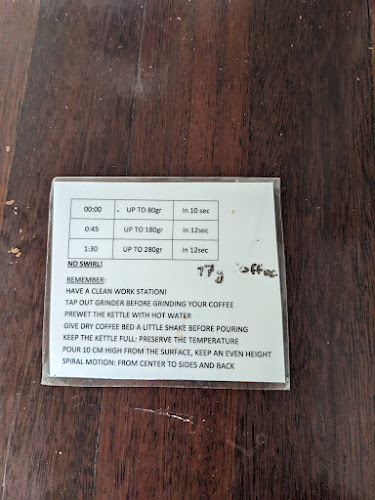 00:00 UP TO 80gr In 10 sec
0:45 UP TO 180gr In 12sec
1:30 UP TO 280gr In 12sec
NO SWIRL!
17g coffee
REMEMBER:
HAVE A CLEAN WORK STATION!
TAP OUT GRINDER BEFORE GRINDING YOUR COFFEE
PREWET THE KETTLE WITH HOT WATER
GIVE DRY COFFEE BED A LITTLE SHAKE BEFORE POURING
KEEP THE KETTLE FULL: PRESERVE THE TEMPERATURE
POUR 10 CM HIGH FROM THE SURFACE, KEEP AN EVEN HEIGHT
SPIRAL MOTION: FROM CENTER TO SIDES AND BACK